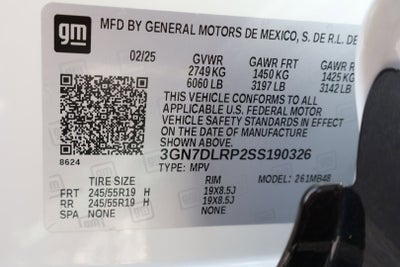 gm
MFD BY GENERAL MOTORS DE MEXICO, S. DE R.L. DE
02/25 GVWR GAWR FRT GAWR RR
2749 KG 1450 KG 1425 KG
6060 LB 3197 LB 3142 LB
THIS VEHICLE CONFORMS TO ALL
APPLICABLE U.S. FEDERAL MOTOR
VEHICLE SAFETY STANDARDS IN EFFECT
ON THE DATE OF MANUFACTURE
SHOWN ABOVE.
8624 3GN7DLRP2SS190326
TYPE: MPV MODEL: 261MB48
TIRE SIZE RIM
FRT 245/55R19 H 19X8.5J
RR 245/55R19 H 19X8.5J
SPA NONE NONE